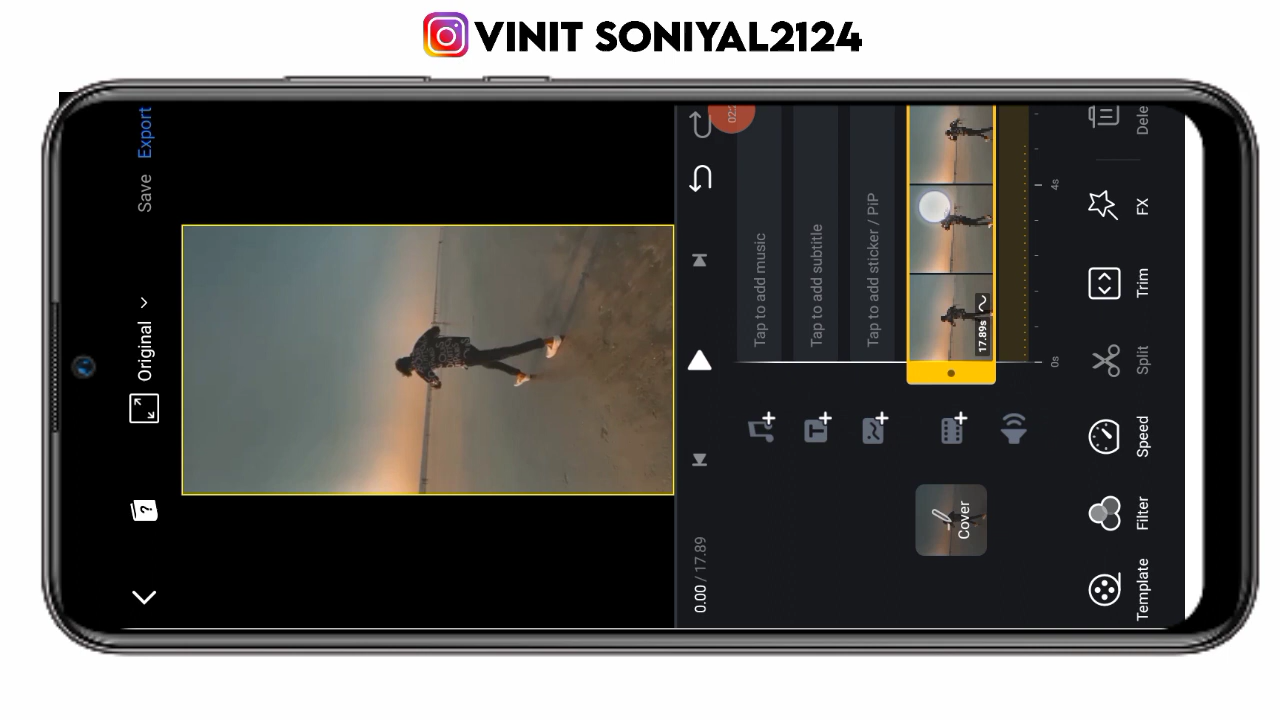 VINIT SONIYAL2124
Export
Save
Original
?
Tap to add music
Tap to add subtitle
Tap to add sticker / PiP
17.89s
4s
0s
Cover
0.00 / 17.89
Dele
FX
Trim
Split
Speed
Filter
Template